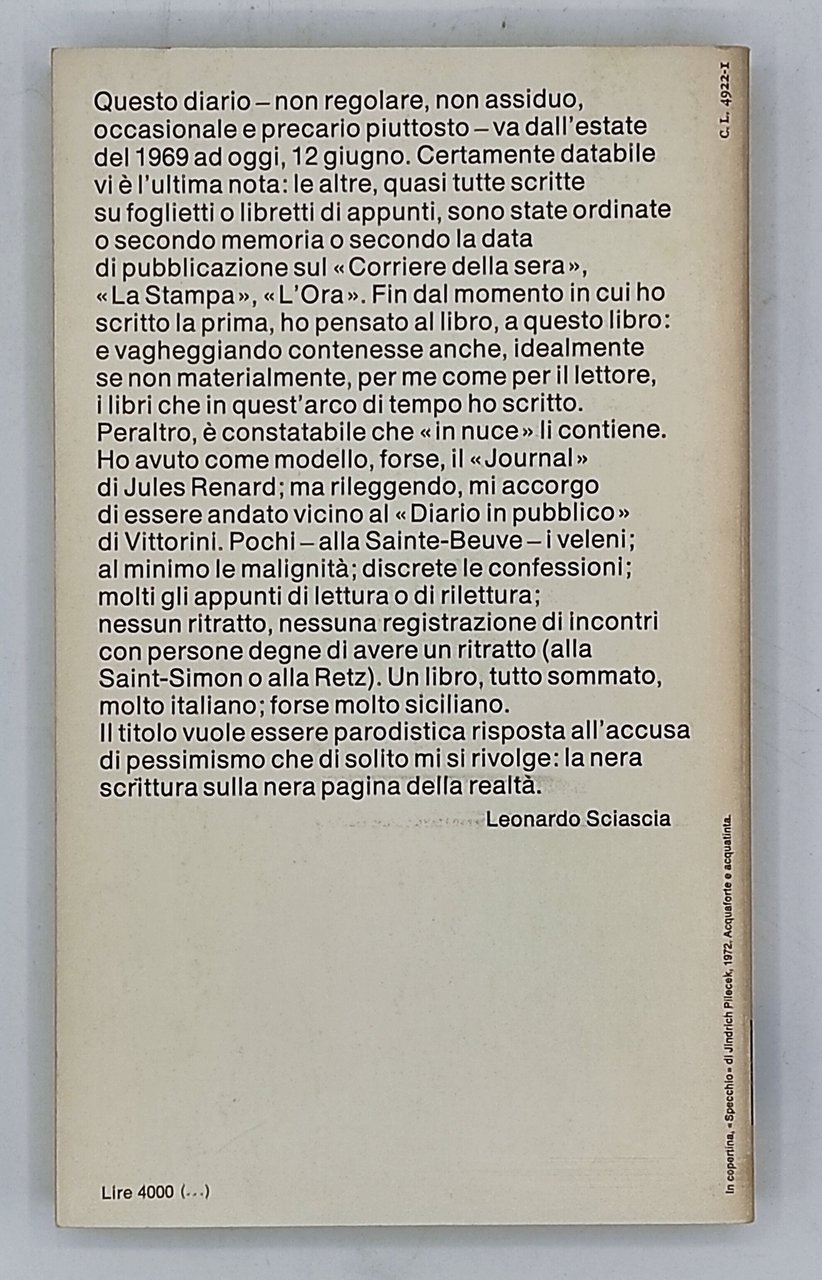 Questo diario – non regolare, non assiduo,
occasionale e precario piuttosto – va dall'estate
del 1969 ad oggi, 12 giugno. Certamente databile
vi è l'ultima nota: le altre, quasi tutte scritte
su foglietti o libretti di appunti, sono state ordinate
o secondo memoria o secondo la data
di pubblicazione sul «Corriere della sera»,
«La Stampa», «L'Ora». Fin dal momento in cui ho
scritto la prima, ho pensato al libro, a questo libro:
e vagheggiando contenesse anche, idealmente
se non materialmente, per me come per il lettore,
i libri che in quest'arco di tempo ho scritto.
Peraltro, è constatabile che «in nuce» li contiene.
Ho avuto come modello, forse, il «Journal»
di Jules Renard; ma rileggendo, mi accorgo
di essere andato vicino al «Diario in pubblico»
di Vittorini. Pochi – alla Sainte-Beuve – i veleni;
al minimo le malignità; discrete le confessioni;
molti gli appunti di lettura o di rilettura;
nessun ritratto, nessuna registrazione di incontri
con persone degne di avere un ritratto (alla
Saint-Simon o alla Retz). Un libro, tutto sommato,
molto italiano; forse molto siciliano.
Il titolo vuole essere parodistica risposta all'accusa
di pessimismo che di solito mi si rivolge: la nera
scrittura sulla nera pagina della realtà.
Leonardo Sciascia
Lire 4000 (...)
C. L. 4922-1
In copertina, «Specchio» di Jindrich Pilecek, 1972. Acquaforte e acquatinta.